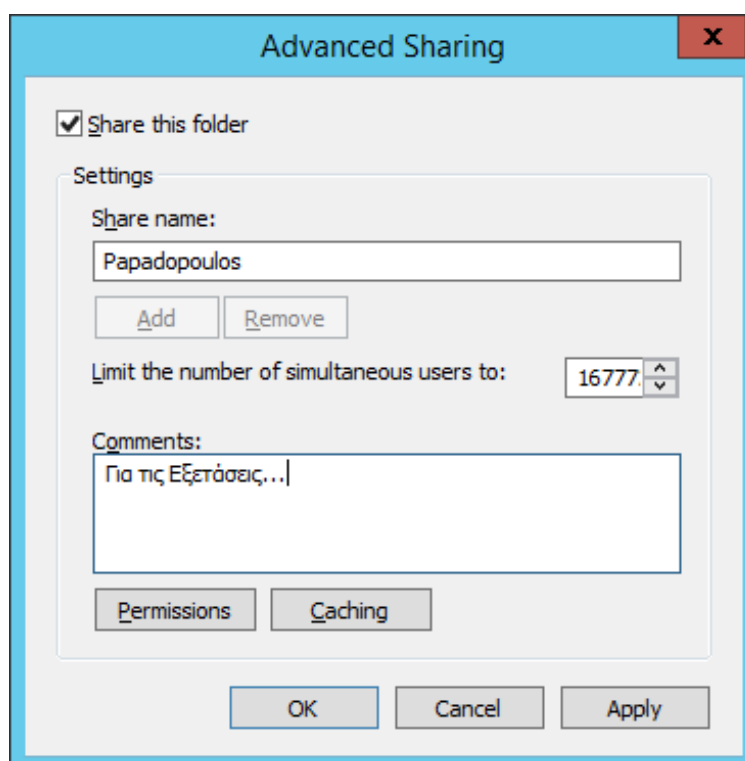 Advanced Sharing
x
Share this folder
Settings
Share name:
Papadopoulos
Add Remove
Limit the number of simultaneous users to: 16777
Comments:
Για τις Εξετάσεις...
Permissions Caching
OK Cancel Apply